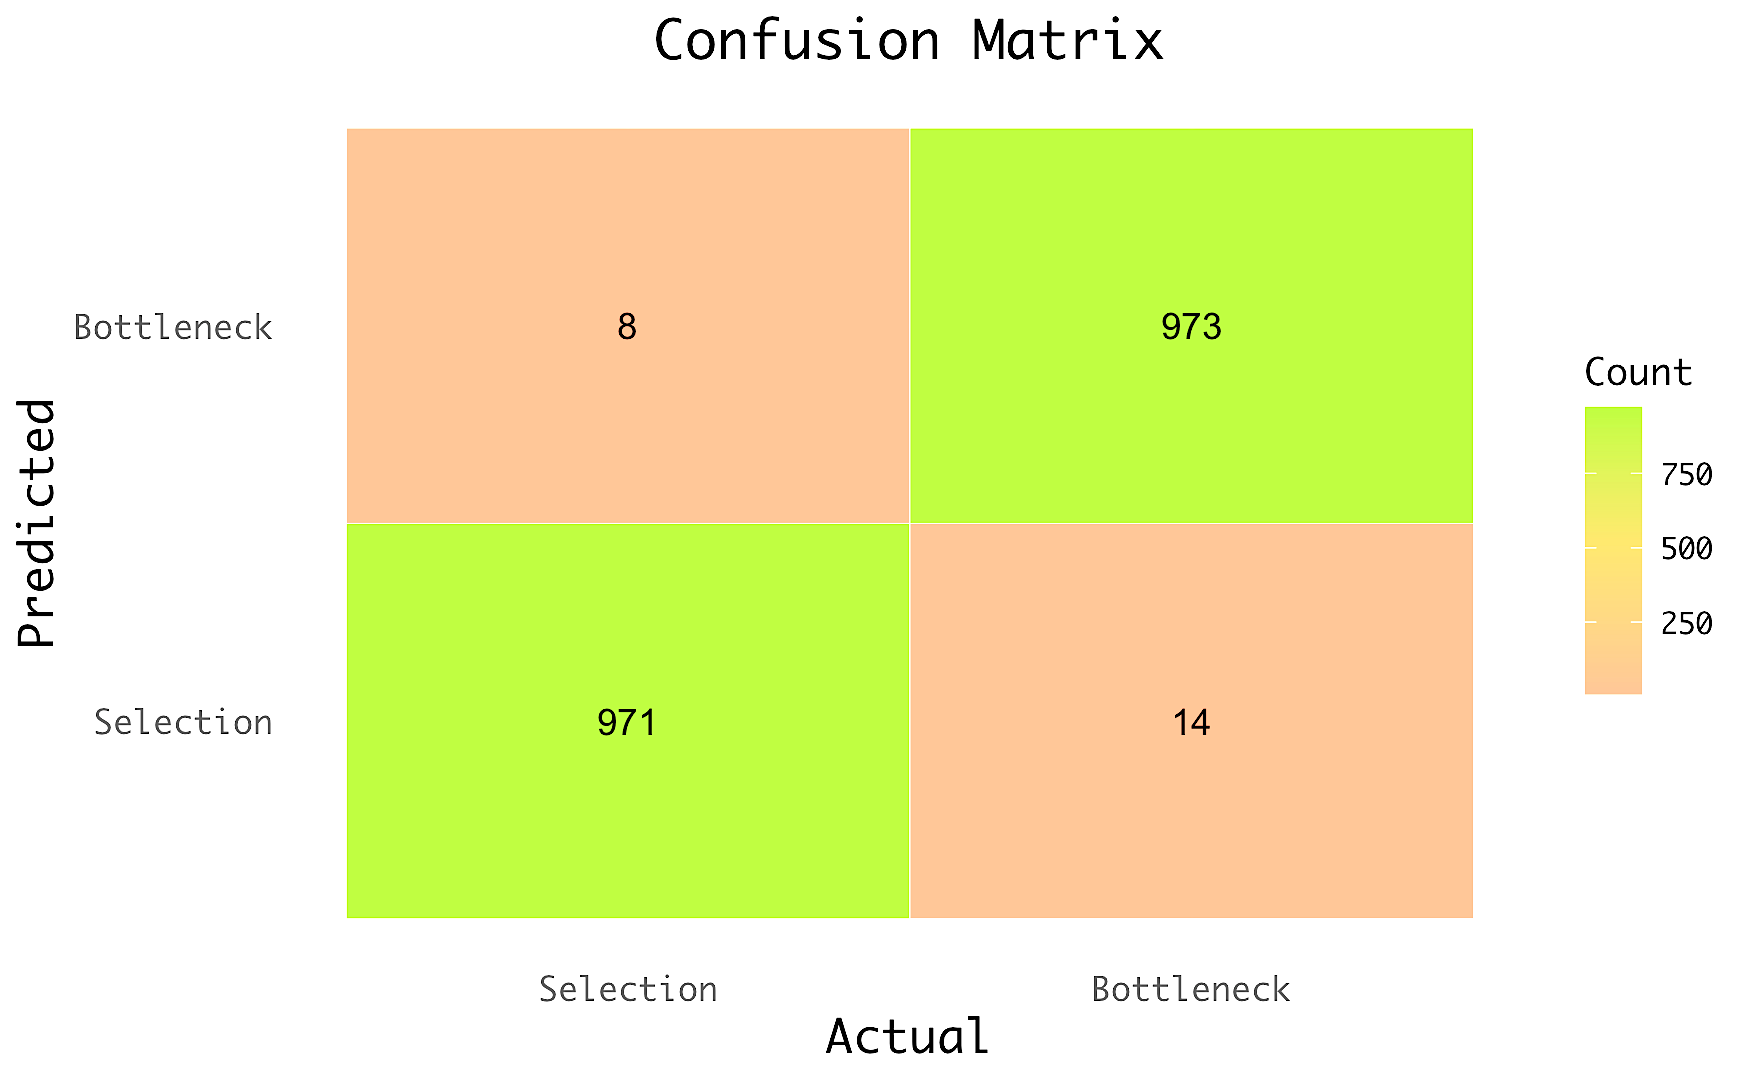 Confusion Matrix
Predicted
Bottleneck
8
973
Selection
971
14
Selection
Bottleneck
Actual
Count
750
500
250